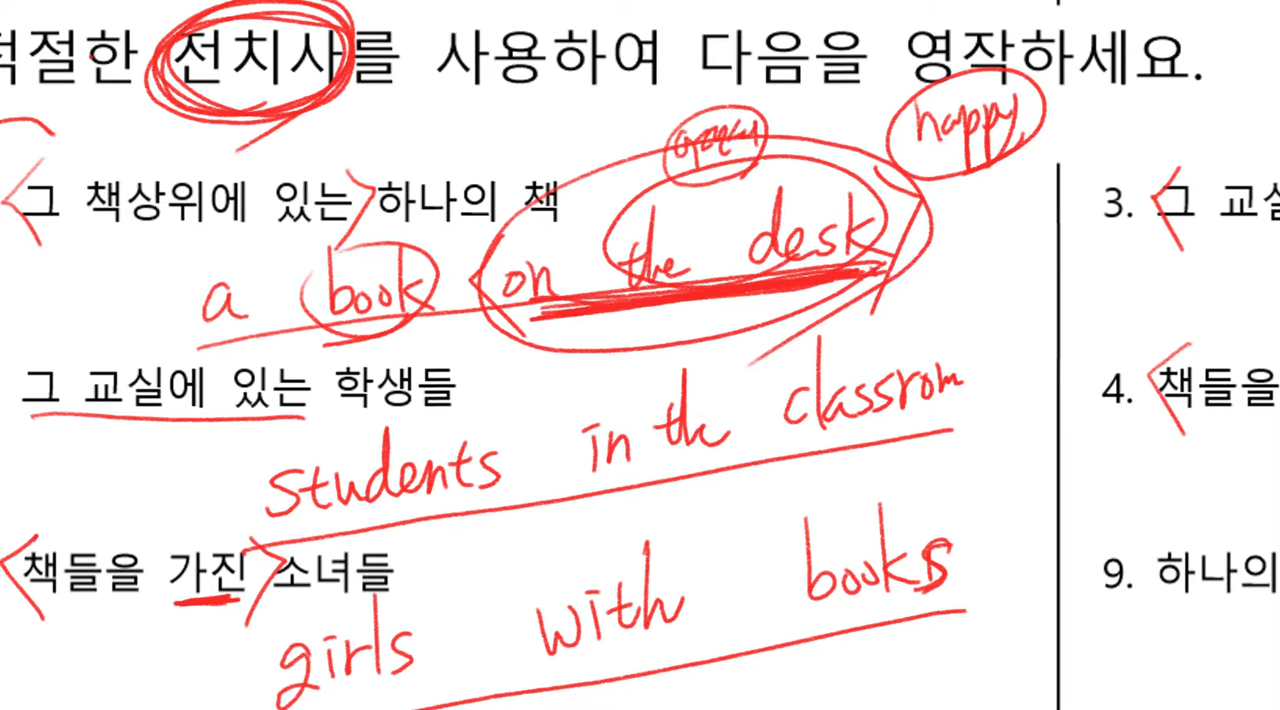 적절한 전치사를 사용하여 다음을 영작하세요.
happy
그 책상위에 있는 하나의 책
a book on the desk
그 교실에 있는 학생들
students in the classrom
책들을 가진 소녀들
girls with books
3. 그 교실
4. 책들을
9. 하나의